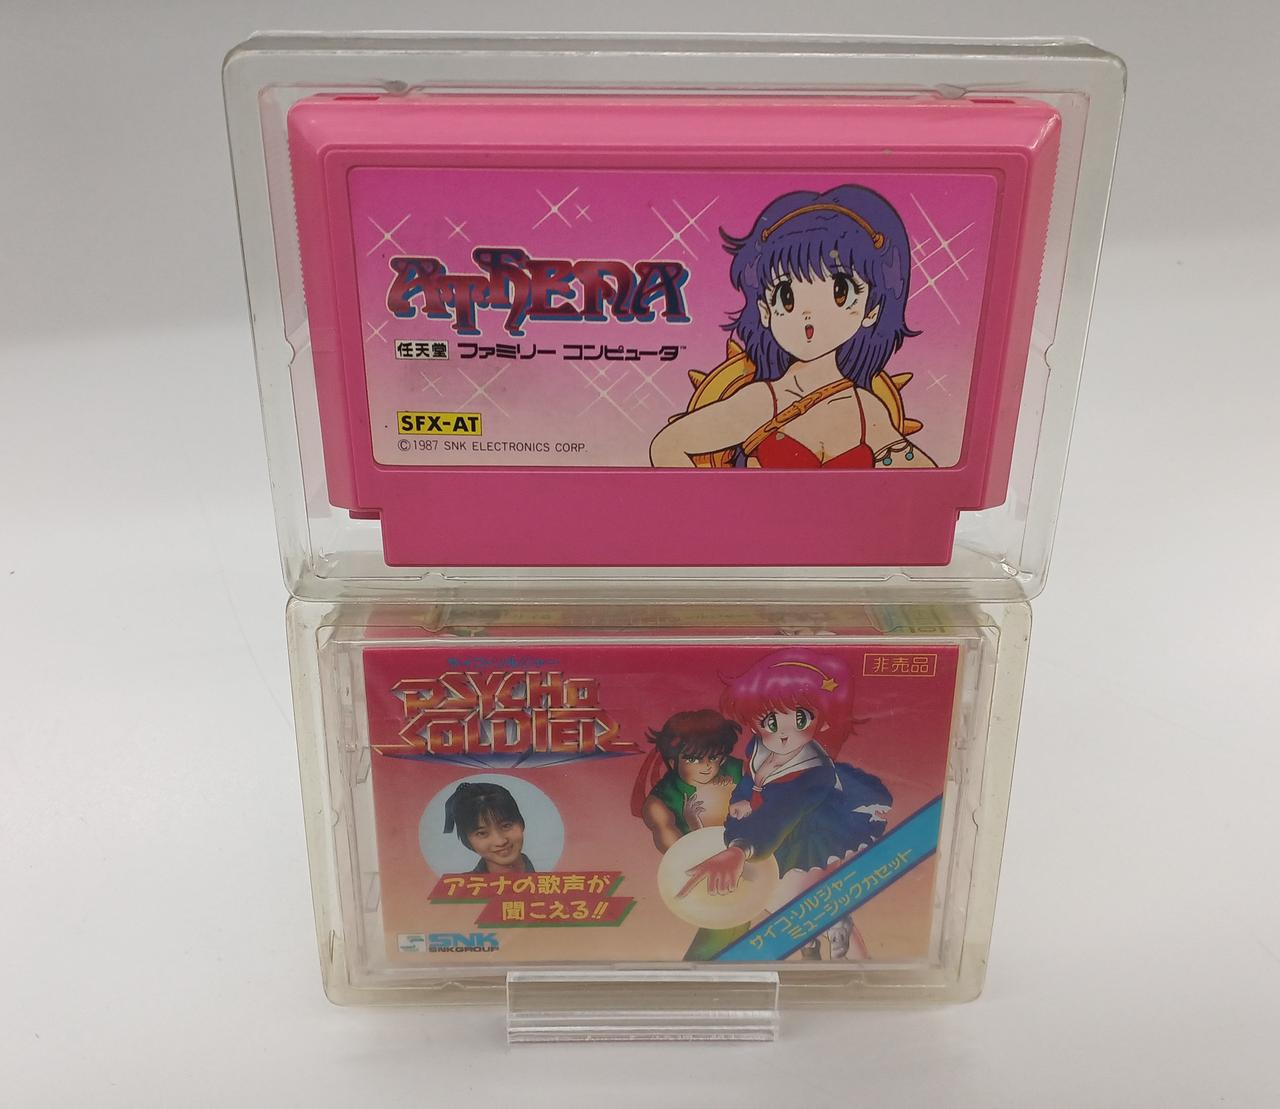 ATHENA
任天堂 ファミリー コンピュータ™
SFX-AT
©1987 SNK ELECTRONICS CORP.
サイコソルジャー
PSYCHO
SOLDIER
非売品
アテナの歌声が
聞こえる!!
サイコ・ソルジャー
ミュージックカセット
SNK
SNK GROUP